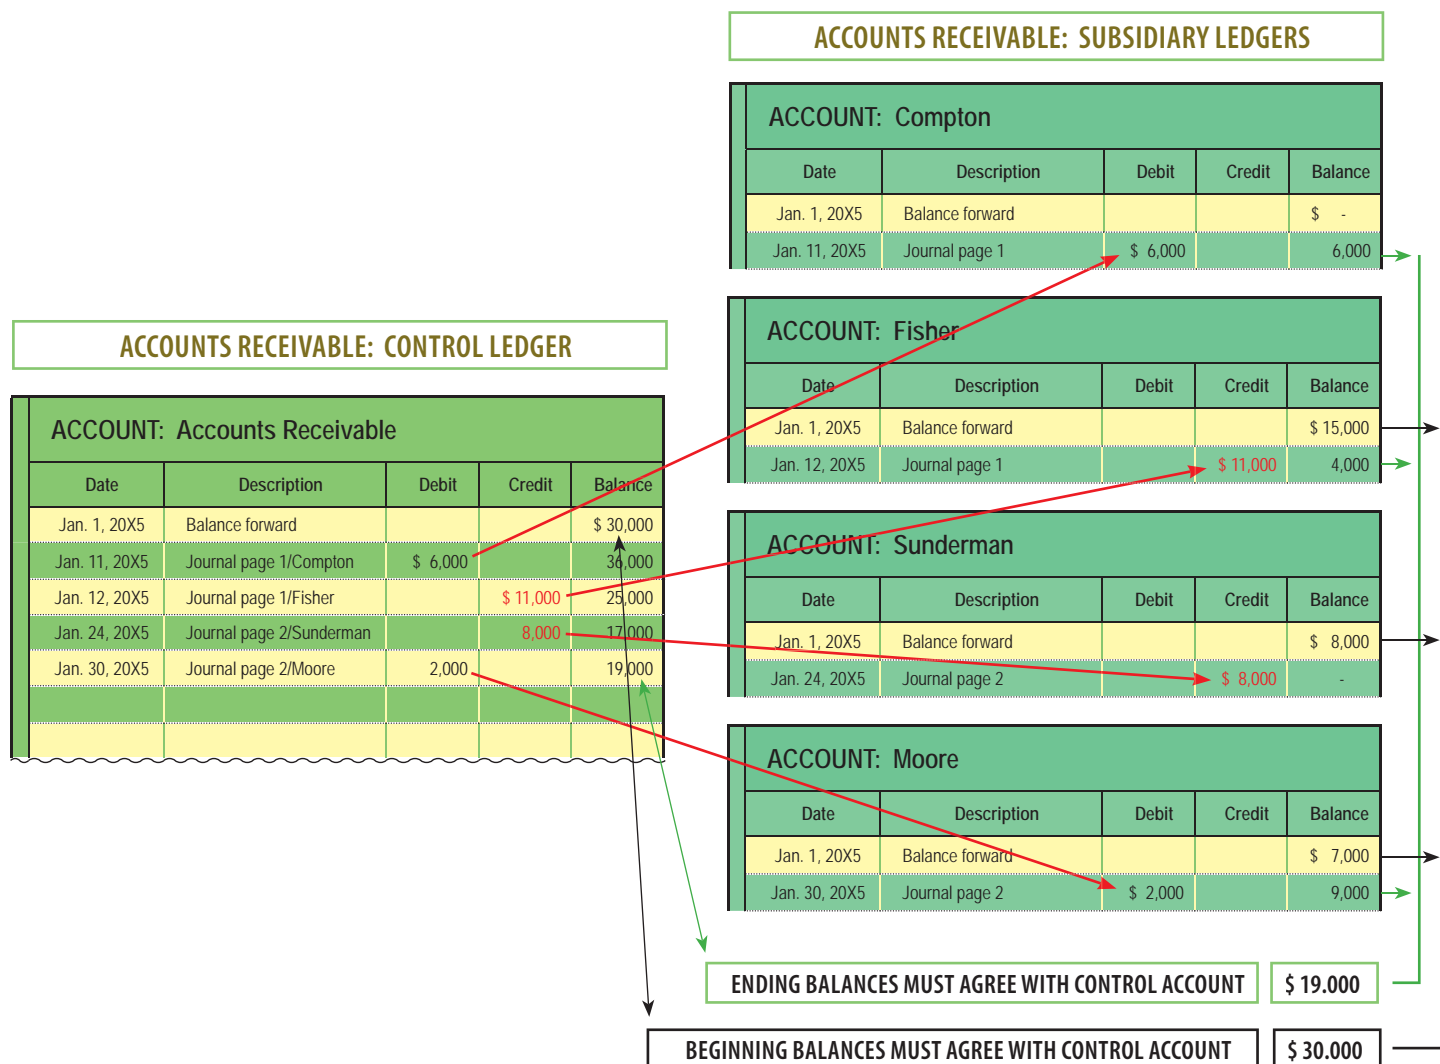 ACCOUNTS RECEIVABLE: SUBSIDIARY LEDGERS
ACCOUNT: Compton
Date Description Debit Credit Balance
Jan. 1, 20X5 Balance forward $ -
Jan. 11, 20X5 Journal page 1 $ 6,000 6,000
ACCOUNT: Fisher
Date Description Debit Credit Balance
Jan. 1, 20X5 Balance forward $ 15,000
Jan. 12, 20X5 Journal page 1 $ 11,000 4,000
ACCOUNT: Sunderman
Date Description Debit Credit Balance
Jan. 1, 20X5 Balance forward $ 8,000
Jan. 24, 20X5 Journal page 2 $ 8,000 -
ACCOUNT: Moore
Date Description Debit Credit Balance
Jan. 1, 20X5 Balance forward $ 7,000
Jan. 30, 20X5 Journal page 2 $ 2,000 9,000
ACCOUNTS RECEIVABLE: CONTROL LEDGER
ACCOUNT: Accounts Receivable
Date Description Debit Credit Balance
Jan. 1, 20X5 Balance forward $ 30,000
Jan. 11, 20X5 Journal page 1/Compton $ 6,000 36,000
Jan. 12, 20X5 Journal page 1/Fisher $ 11,000 25,000
Jan. 24, 20X5 Journal page 2/Sunderman 8,000 17,000
Jan. 30, 20X5 Journal page 2/Moore 2,000 19,000
ENDING BALANCES MUST AGREE WITH CONTROL ACCOUNT $ 19.000
BEGINNING BALANCES MUST AGREE WITH CONTROL ACCOUNT $ 30.000